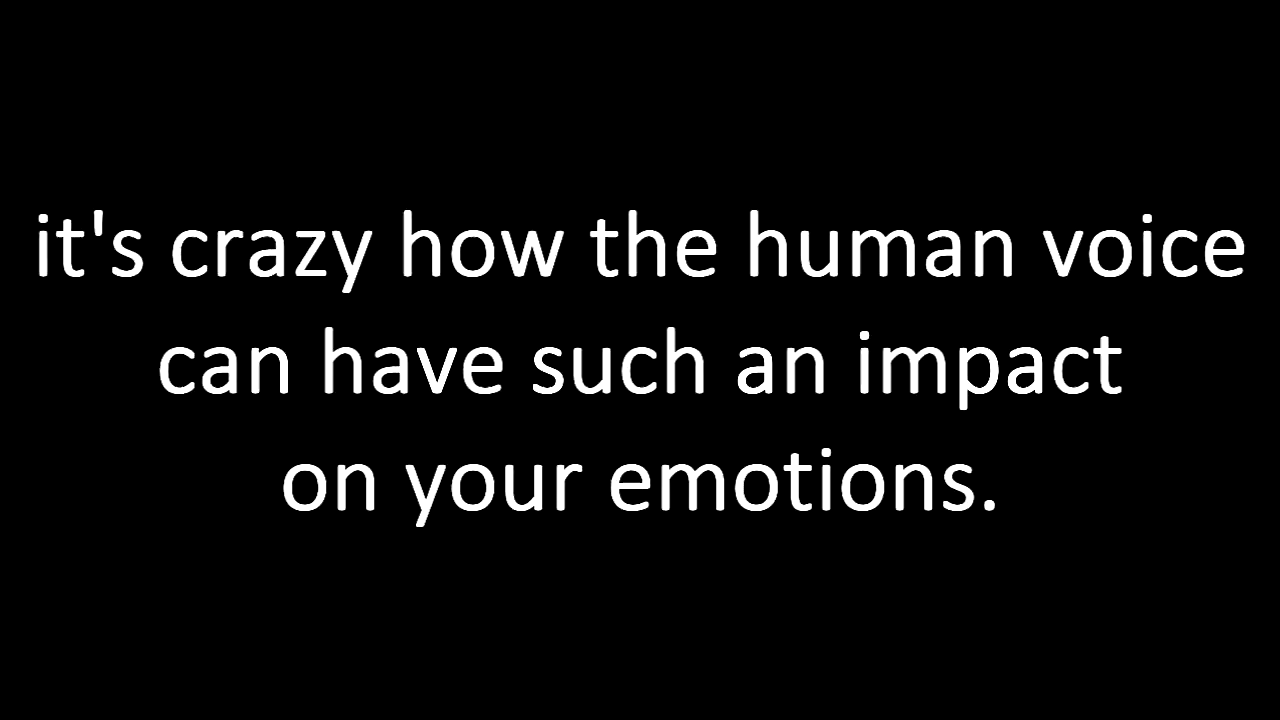 it's crazy how the human voice
can have such an impact
on your emotions.